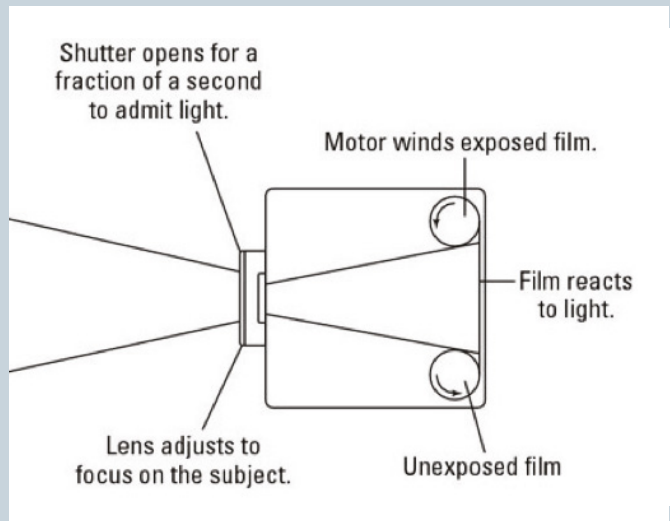 Shutter opens for a
fraction of a second
to admit light.
Motor winds exposed film.
Film reacts
to light.
Lens adjusts to
focus on the subject.
Unexposed film